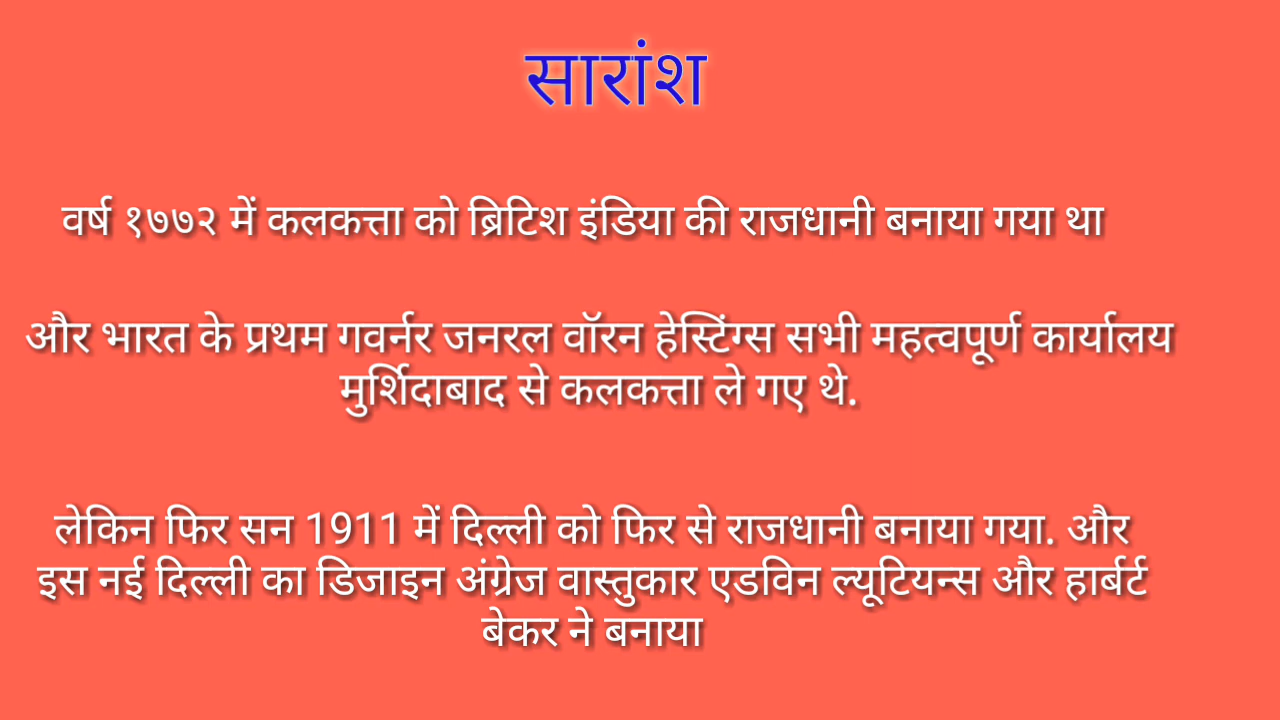 सारांश
वर्ष १७७२ में कलकत्ता को ब्रिटिश इंडिया की राजधानी बनाया गया था
और भारत के प्रथम गवर्नर जनरल वॉरन हेस्टिंग्स सभी महत्वपूर्ण कार्यालय
मुर्शिदाबाद से कलकत्ता ले गए थे.
लेकिन फिर सन 1911 में दिल्ली को फिर से राजधानी बनाया गया. और
इस नई दिल्ली का डिजाइन अंग्रेज वास्तुकार एडविन ल्यूटियन्स और हार्बर्ट
बेकर ने बनाया